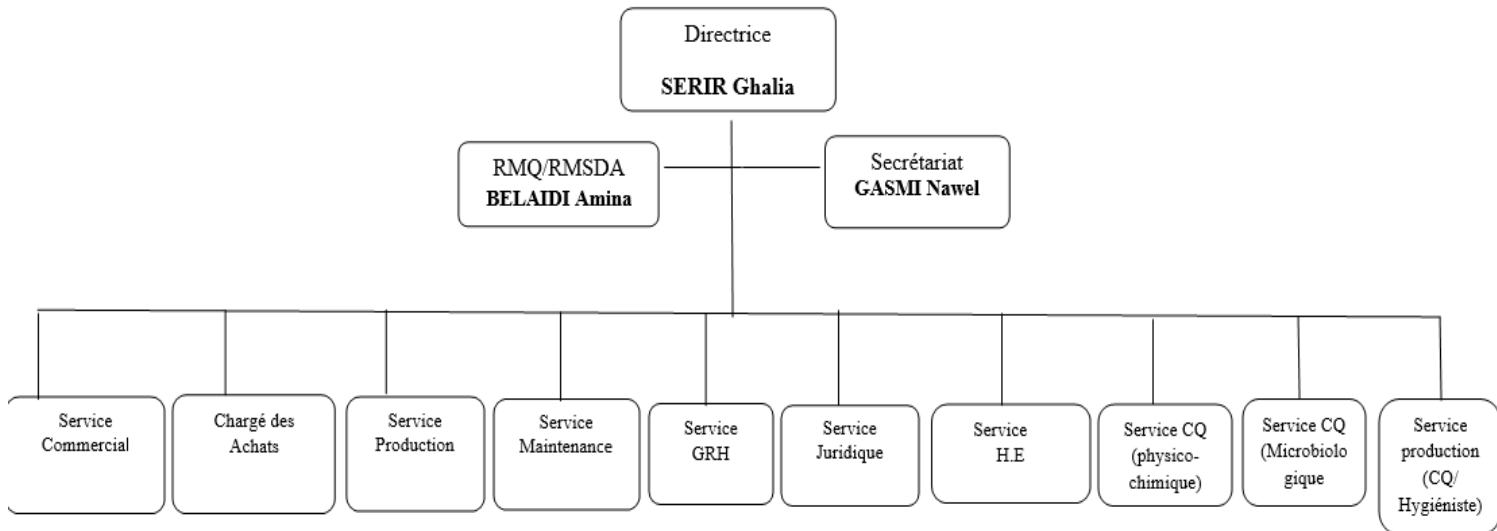 Directrice
SERIR Ghalia
RMQ/RMSDA
BELAIDI Amina
Secrétariat
GASMI Nawel
Service
Commercial
Chargé des
Achats
Service
Production
Service
Maintenance
Service
GRH
Service
Juridique
Service
H.E
Service CQ
(physico-
chimique)
Service CQ
(Microbiolo
gique
Service
production
(CQ/
Hygiéniste)